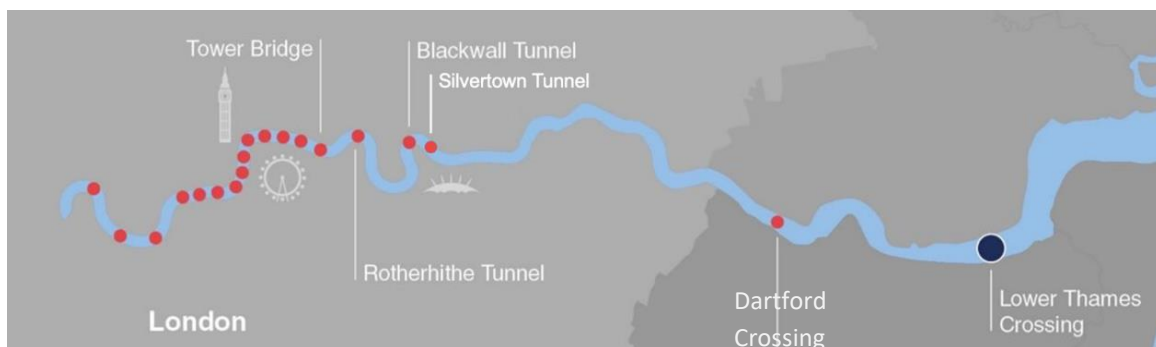 Tower Bridge
Blackwall Tunnel
Silvertown Tunnel
Rotherhithe Tunnel
Dartford
Crossing
Lower Thames
Crossing
London